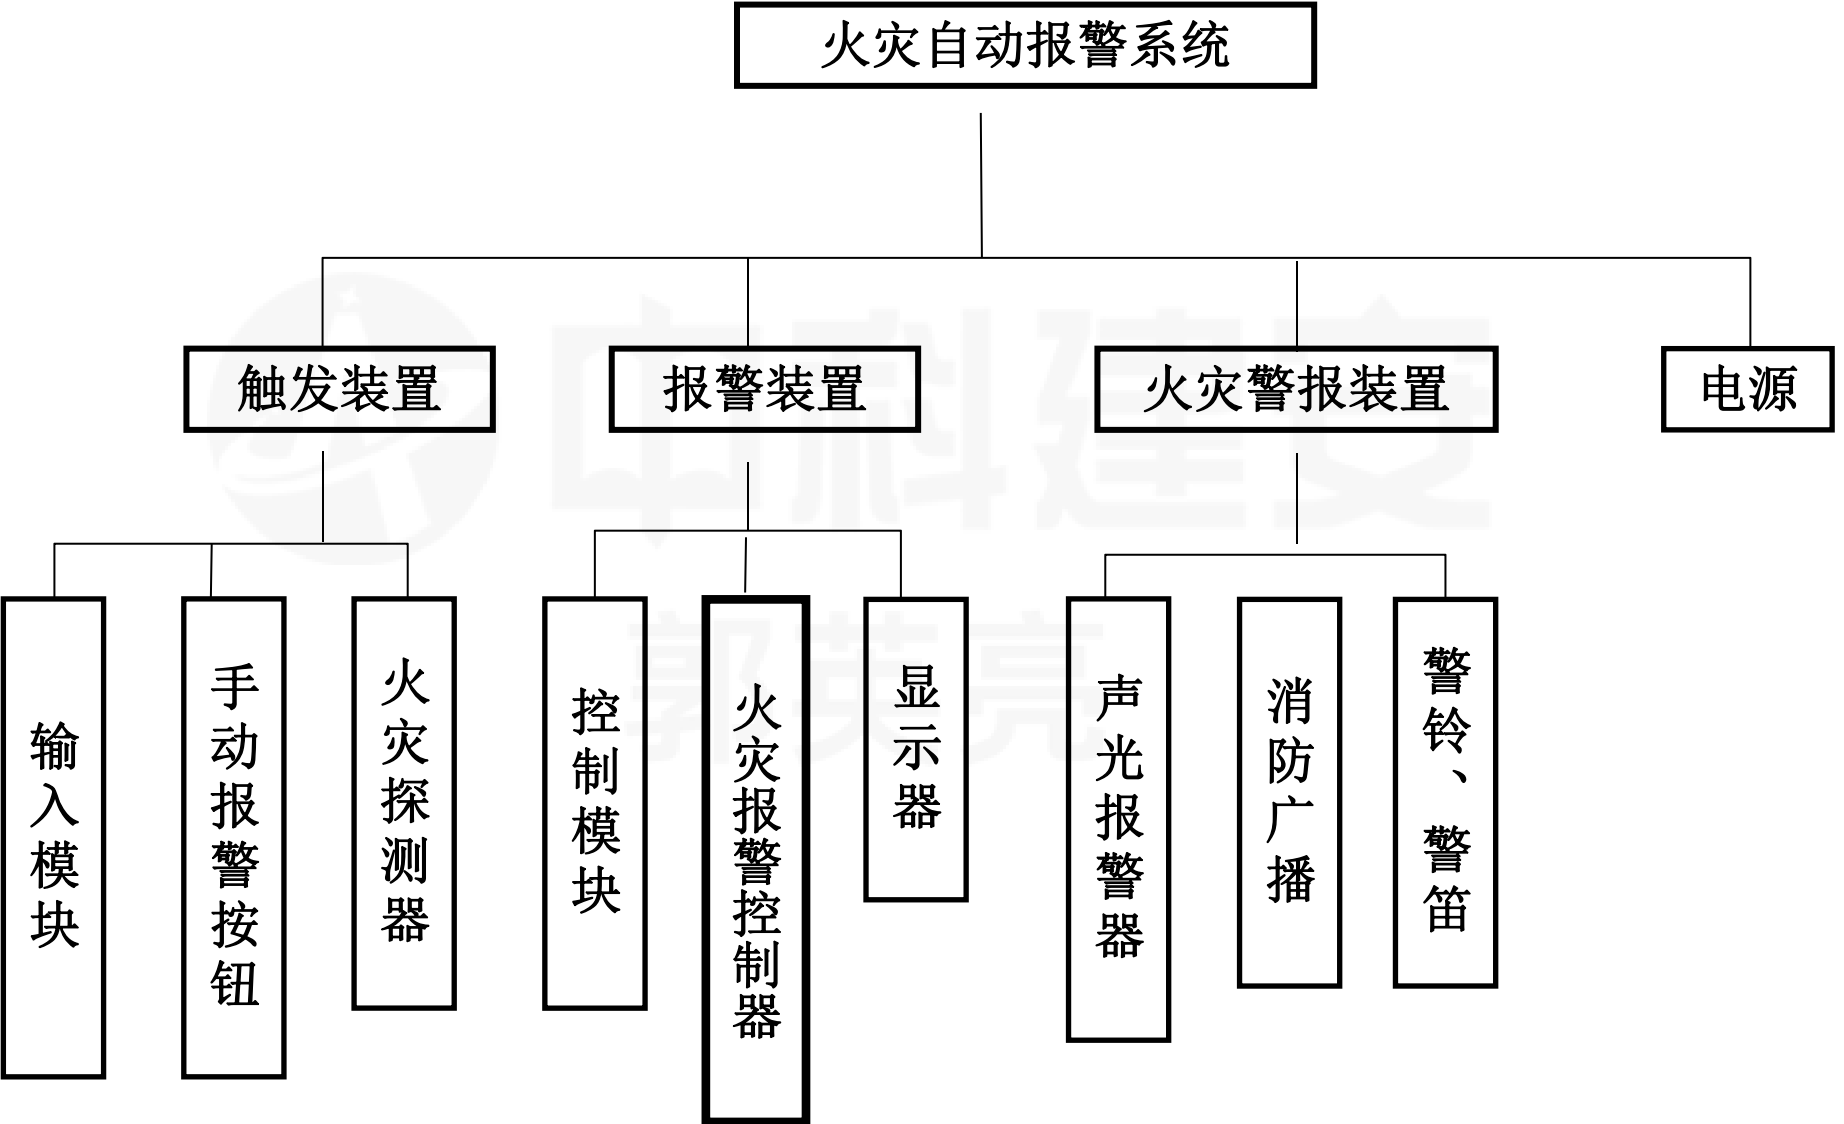 火灾自动报警系统
触发装置
报警装置
火灾警报装置
电源
输入模块
手动报警按钮
火灾探测器
控制模块
火灾报警控制器
显示器
声光报警器
消防广播
警铃、警笛
中科建安
郭英亮